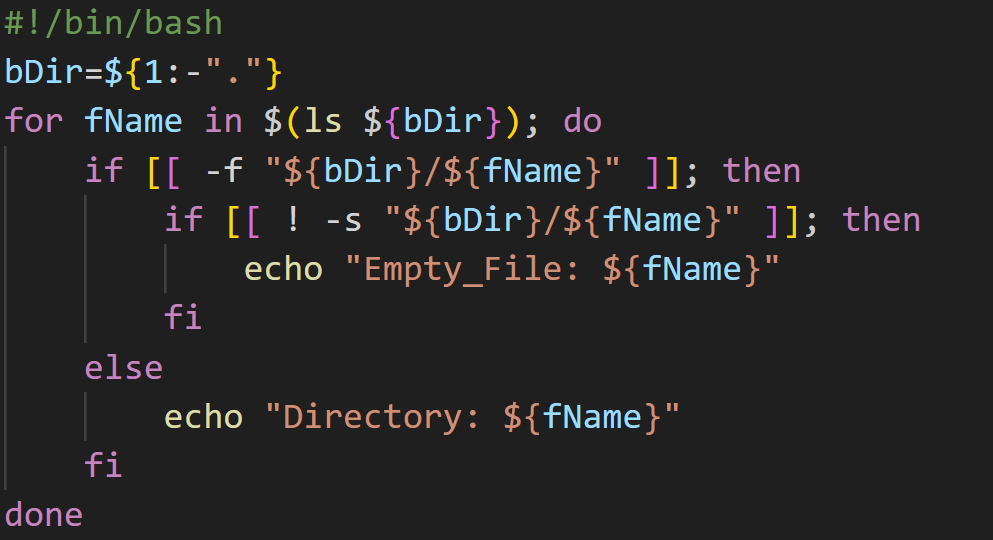 #!/bin/bash
bDir=${1:-"."}
for fName in $(ls ${bDir}); do
    if [[ -f "${bDir}/${fName}" ]]; then
        if [[ ! -s "${bDir}/${fName}" ]]; then
            echo "Empty_File: ${fName}"
        fi
    else
        echo "Directory: ${fName}"
    fi
done